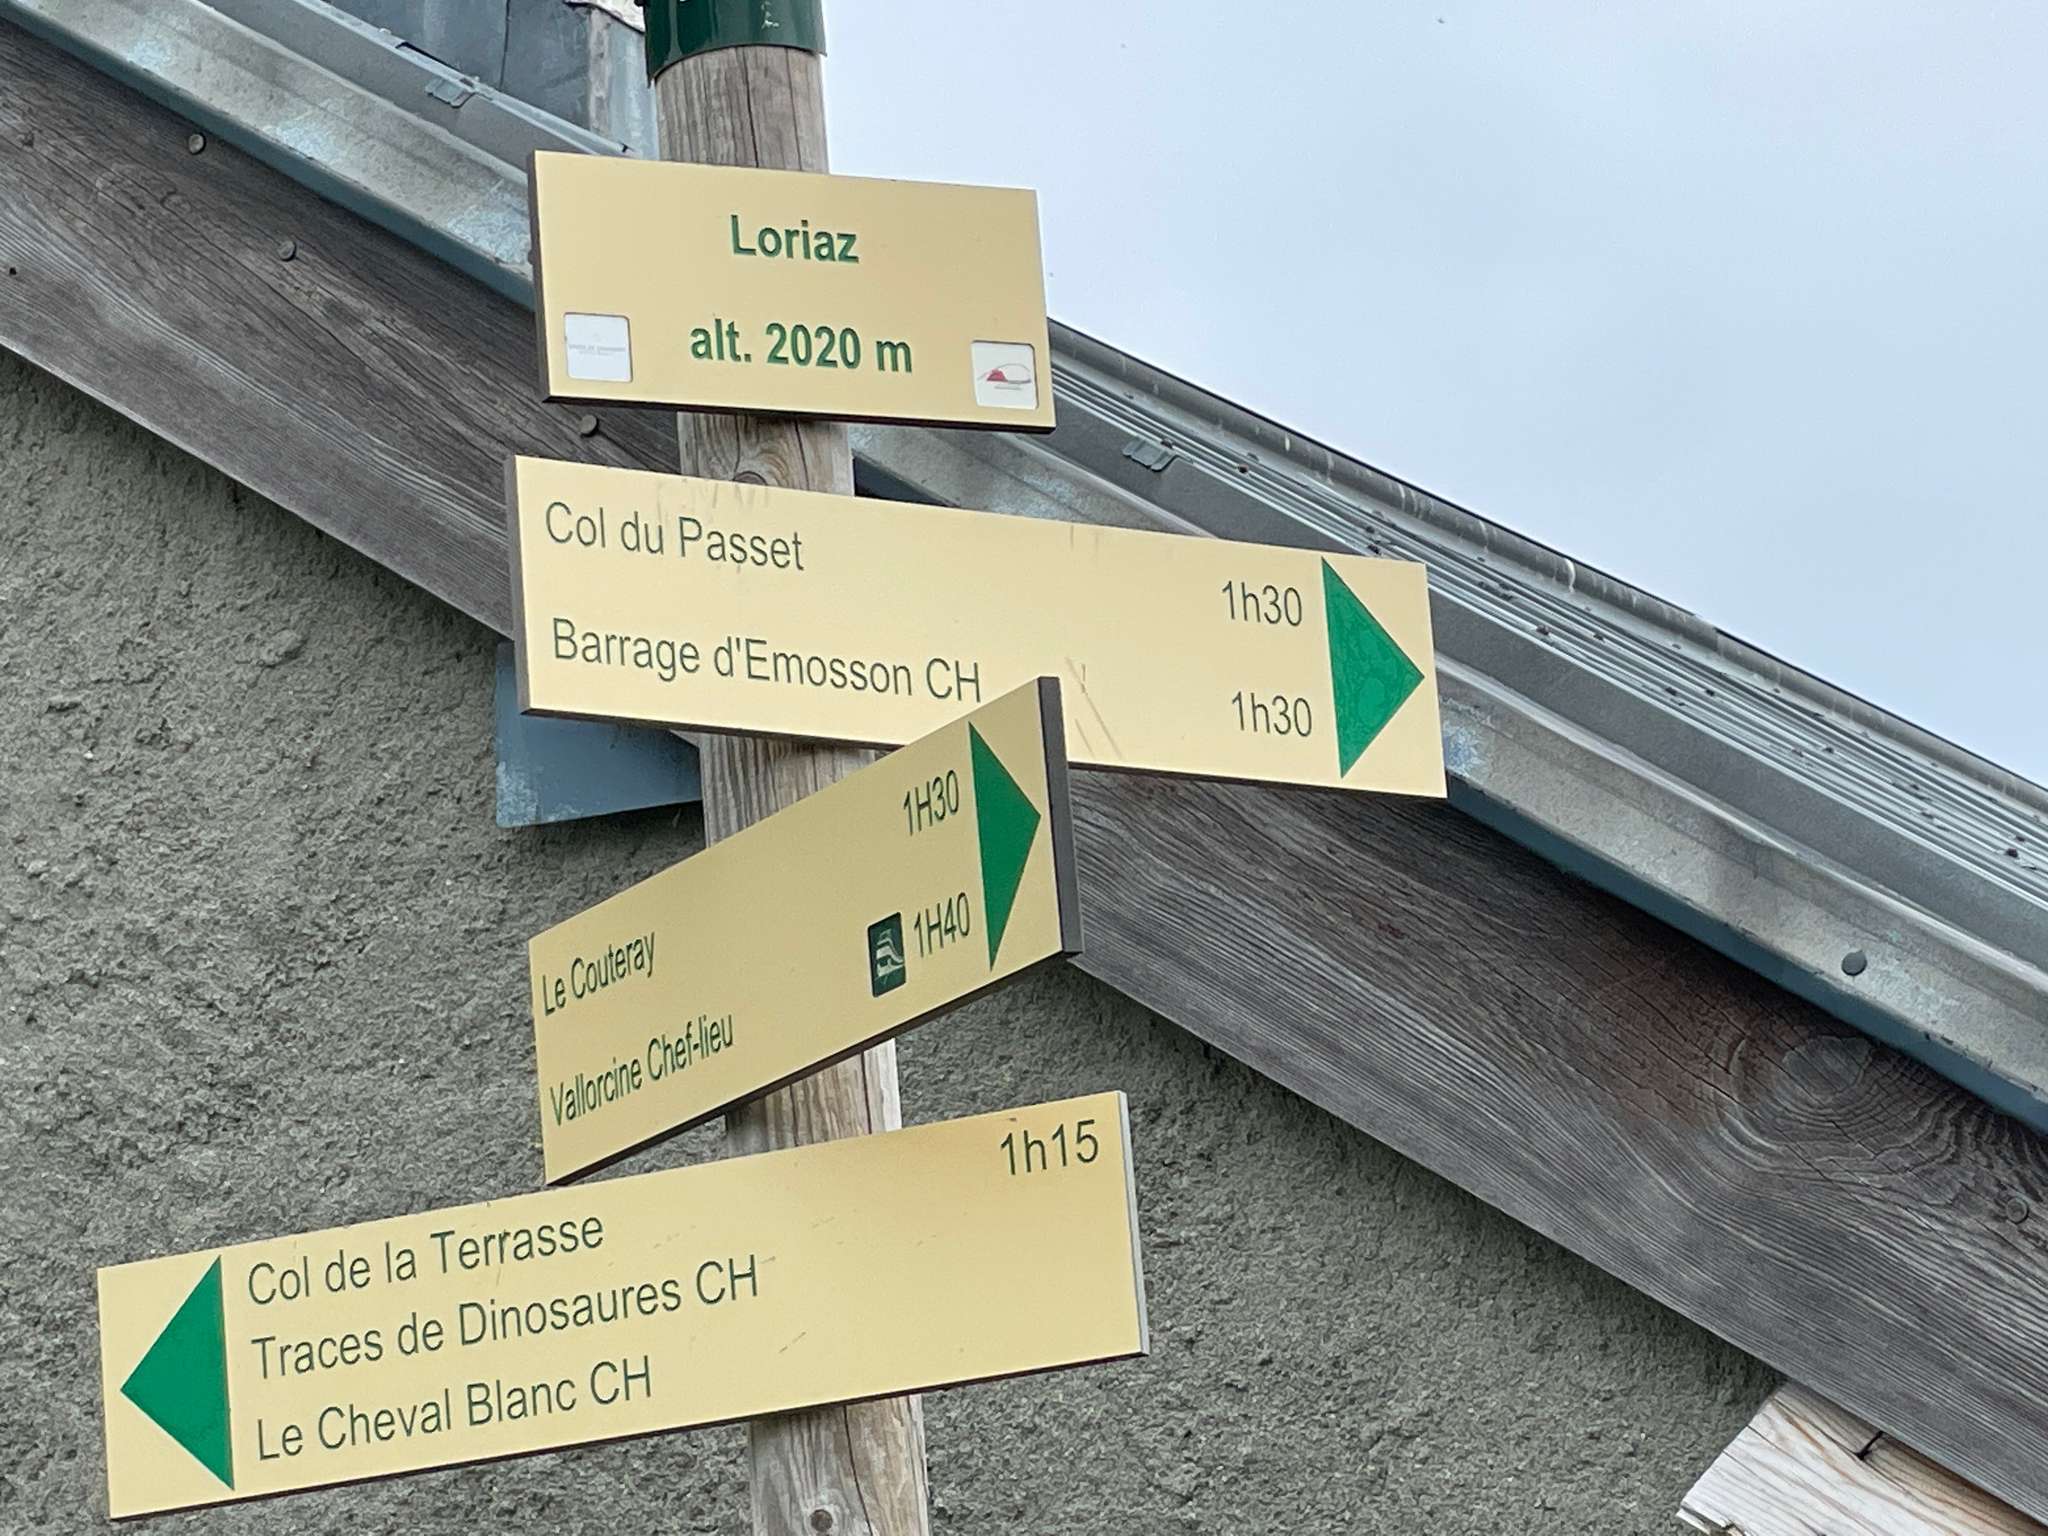 Loriaz
alt. 2020 m
Col du Passet 1h30
Barrage d'Emosson CH 1h30
Le Couteray 1H30
Vallorcine Chef-lieu 1H40
Col de la Terrasse 1h15
Traces de Dinosaures CH
Le Cheval Blanc CH